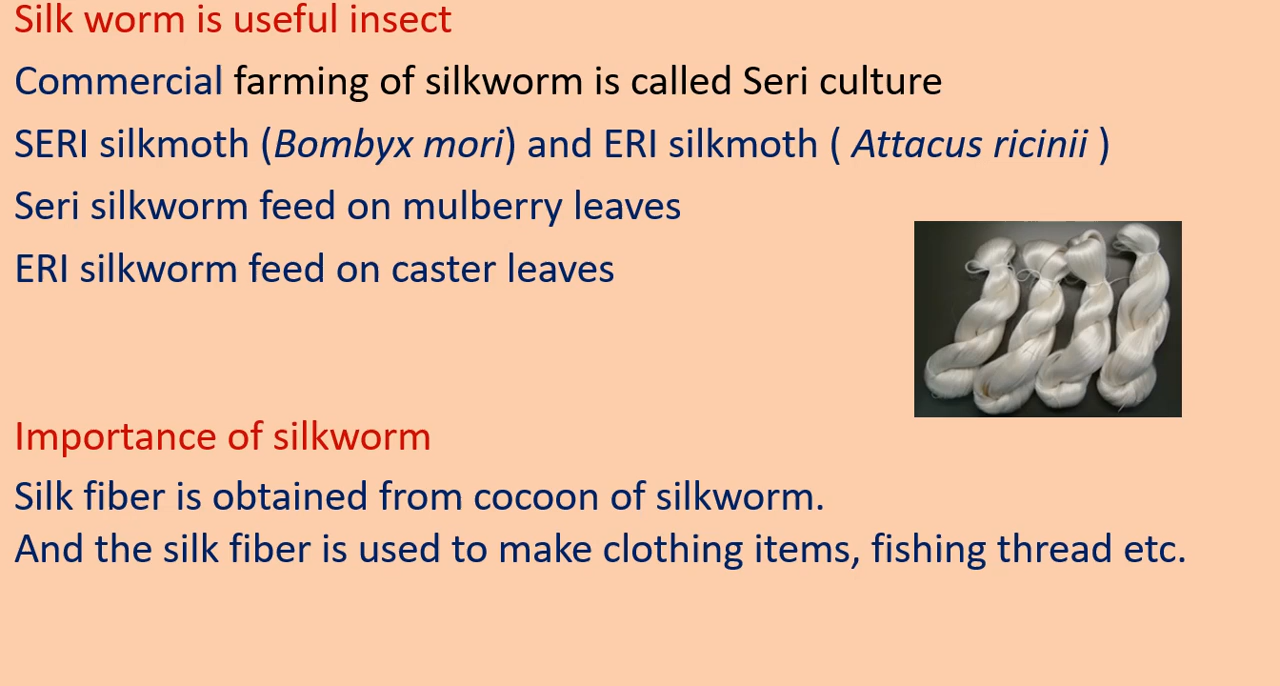 Silk worm is useful insect
Commercial farming of silkworm is called Seri culture
SERI silkmoth (Bombyx mori) and ERI silkmoth ( Attacus ricinii )
Seri silkworm feed on mulberry leaves
ERI silkworm feed on caster leaves
Importance of silkworm
Silk fiber is obtained from cocoon of silkworm.
And the silk fiber is used to make clothing items, fishing thread etc.